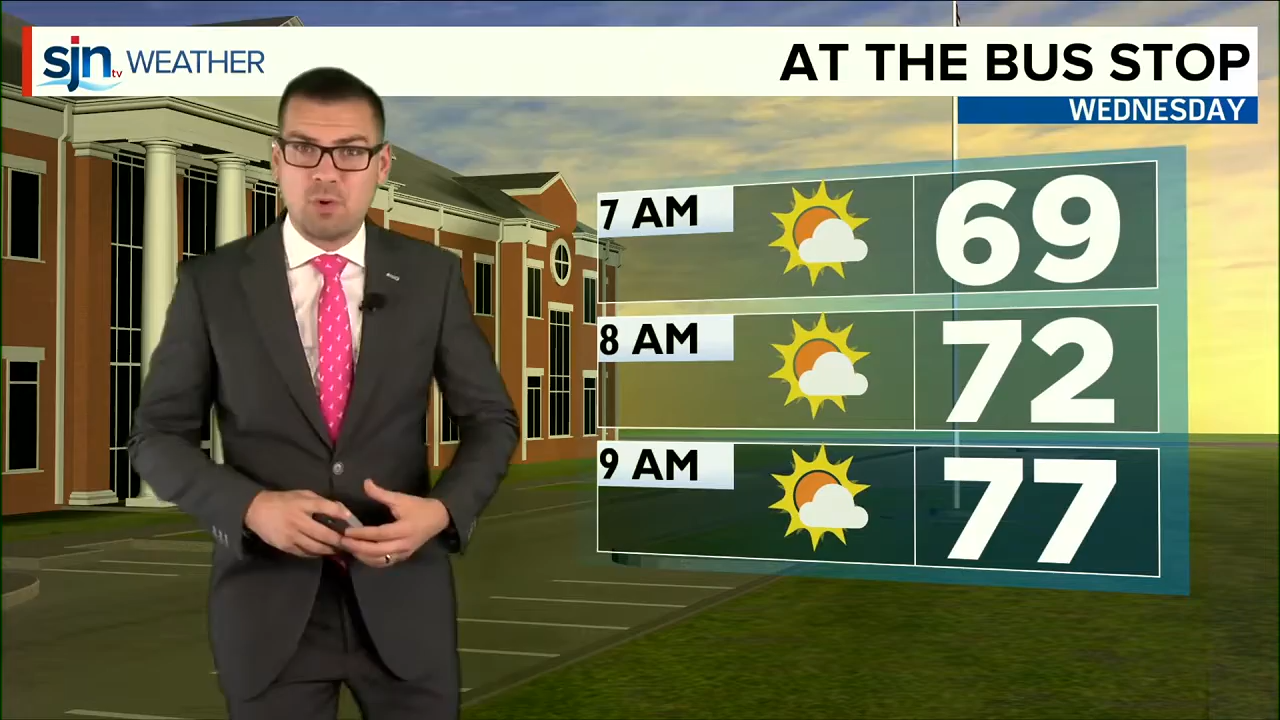 sjn tv WEATHER
AT THE BUS STOP
WEDNESDAY
7 AM 69
8 AM 72
9 AM 77